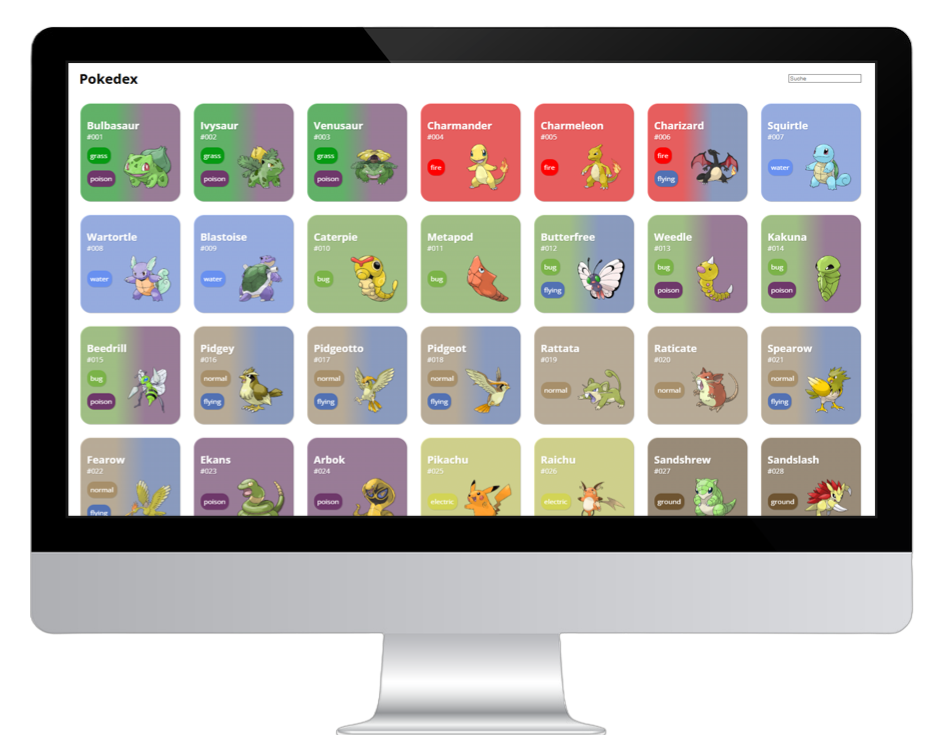 Pokedex
Suche
Bulbasaur
#001
grass
poison
Ivysaur
#002
grass
poison
Venusaur
#003
grass
poison
Charmander
#004
fire
Charmeleon
#005
fire
Charizard
#006
fire
flying
Squirtle
#007
water
Wartortle
#008
water
Blastoise
#009
water
Caterpie
#010
bug
Metapod
#011
bug
Butterfree
#012
bug
flying
Weedle
#013
bug
poison
Kakuna
#014
bug
poison
Beedrill
#015
bug
poison
Pidgey
#016
normal
flying
Pidgeotto
#017
normal
flying
Pidgeot
#018
normal
flying
Rattata
#019
normal
Raticate
#020
normal
Spearow
#021
normal
flying
Fearow
#022
normal
flying
Ekans
#023
poison
Arbok
#024
poison
Pikachu
#025
electric
Raichu
#026
electric
Sandshrew
#027
ground
Sandslash
#028
ground